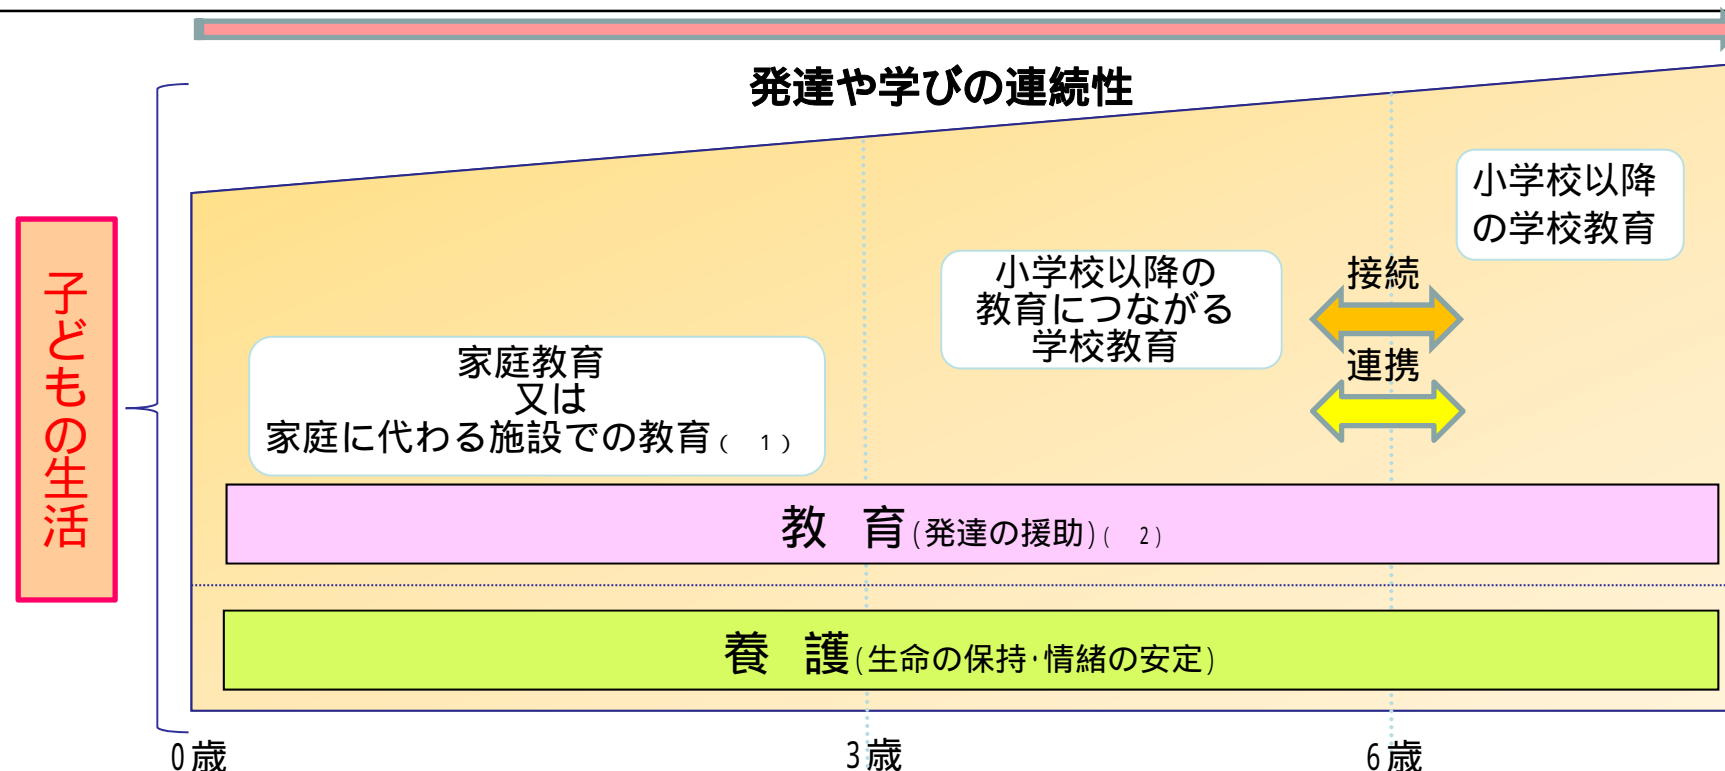 発達や学びの連続性
小学校以降
の学校教育
小学校以降の
教育につながる
学校教育
接続
連携
家庭教育
又は
家庭に代わる施設での教育( 1)
子どもの生活
教 育(発達の援助)( 2)
養 護(生命の保持・情緒の安定)
0歳 3歳 6歳